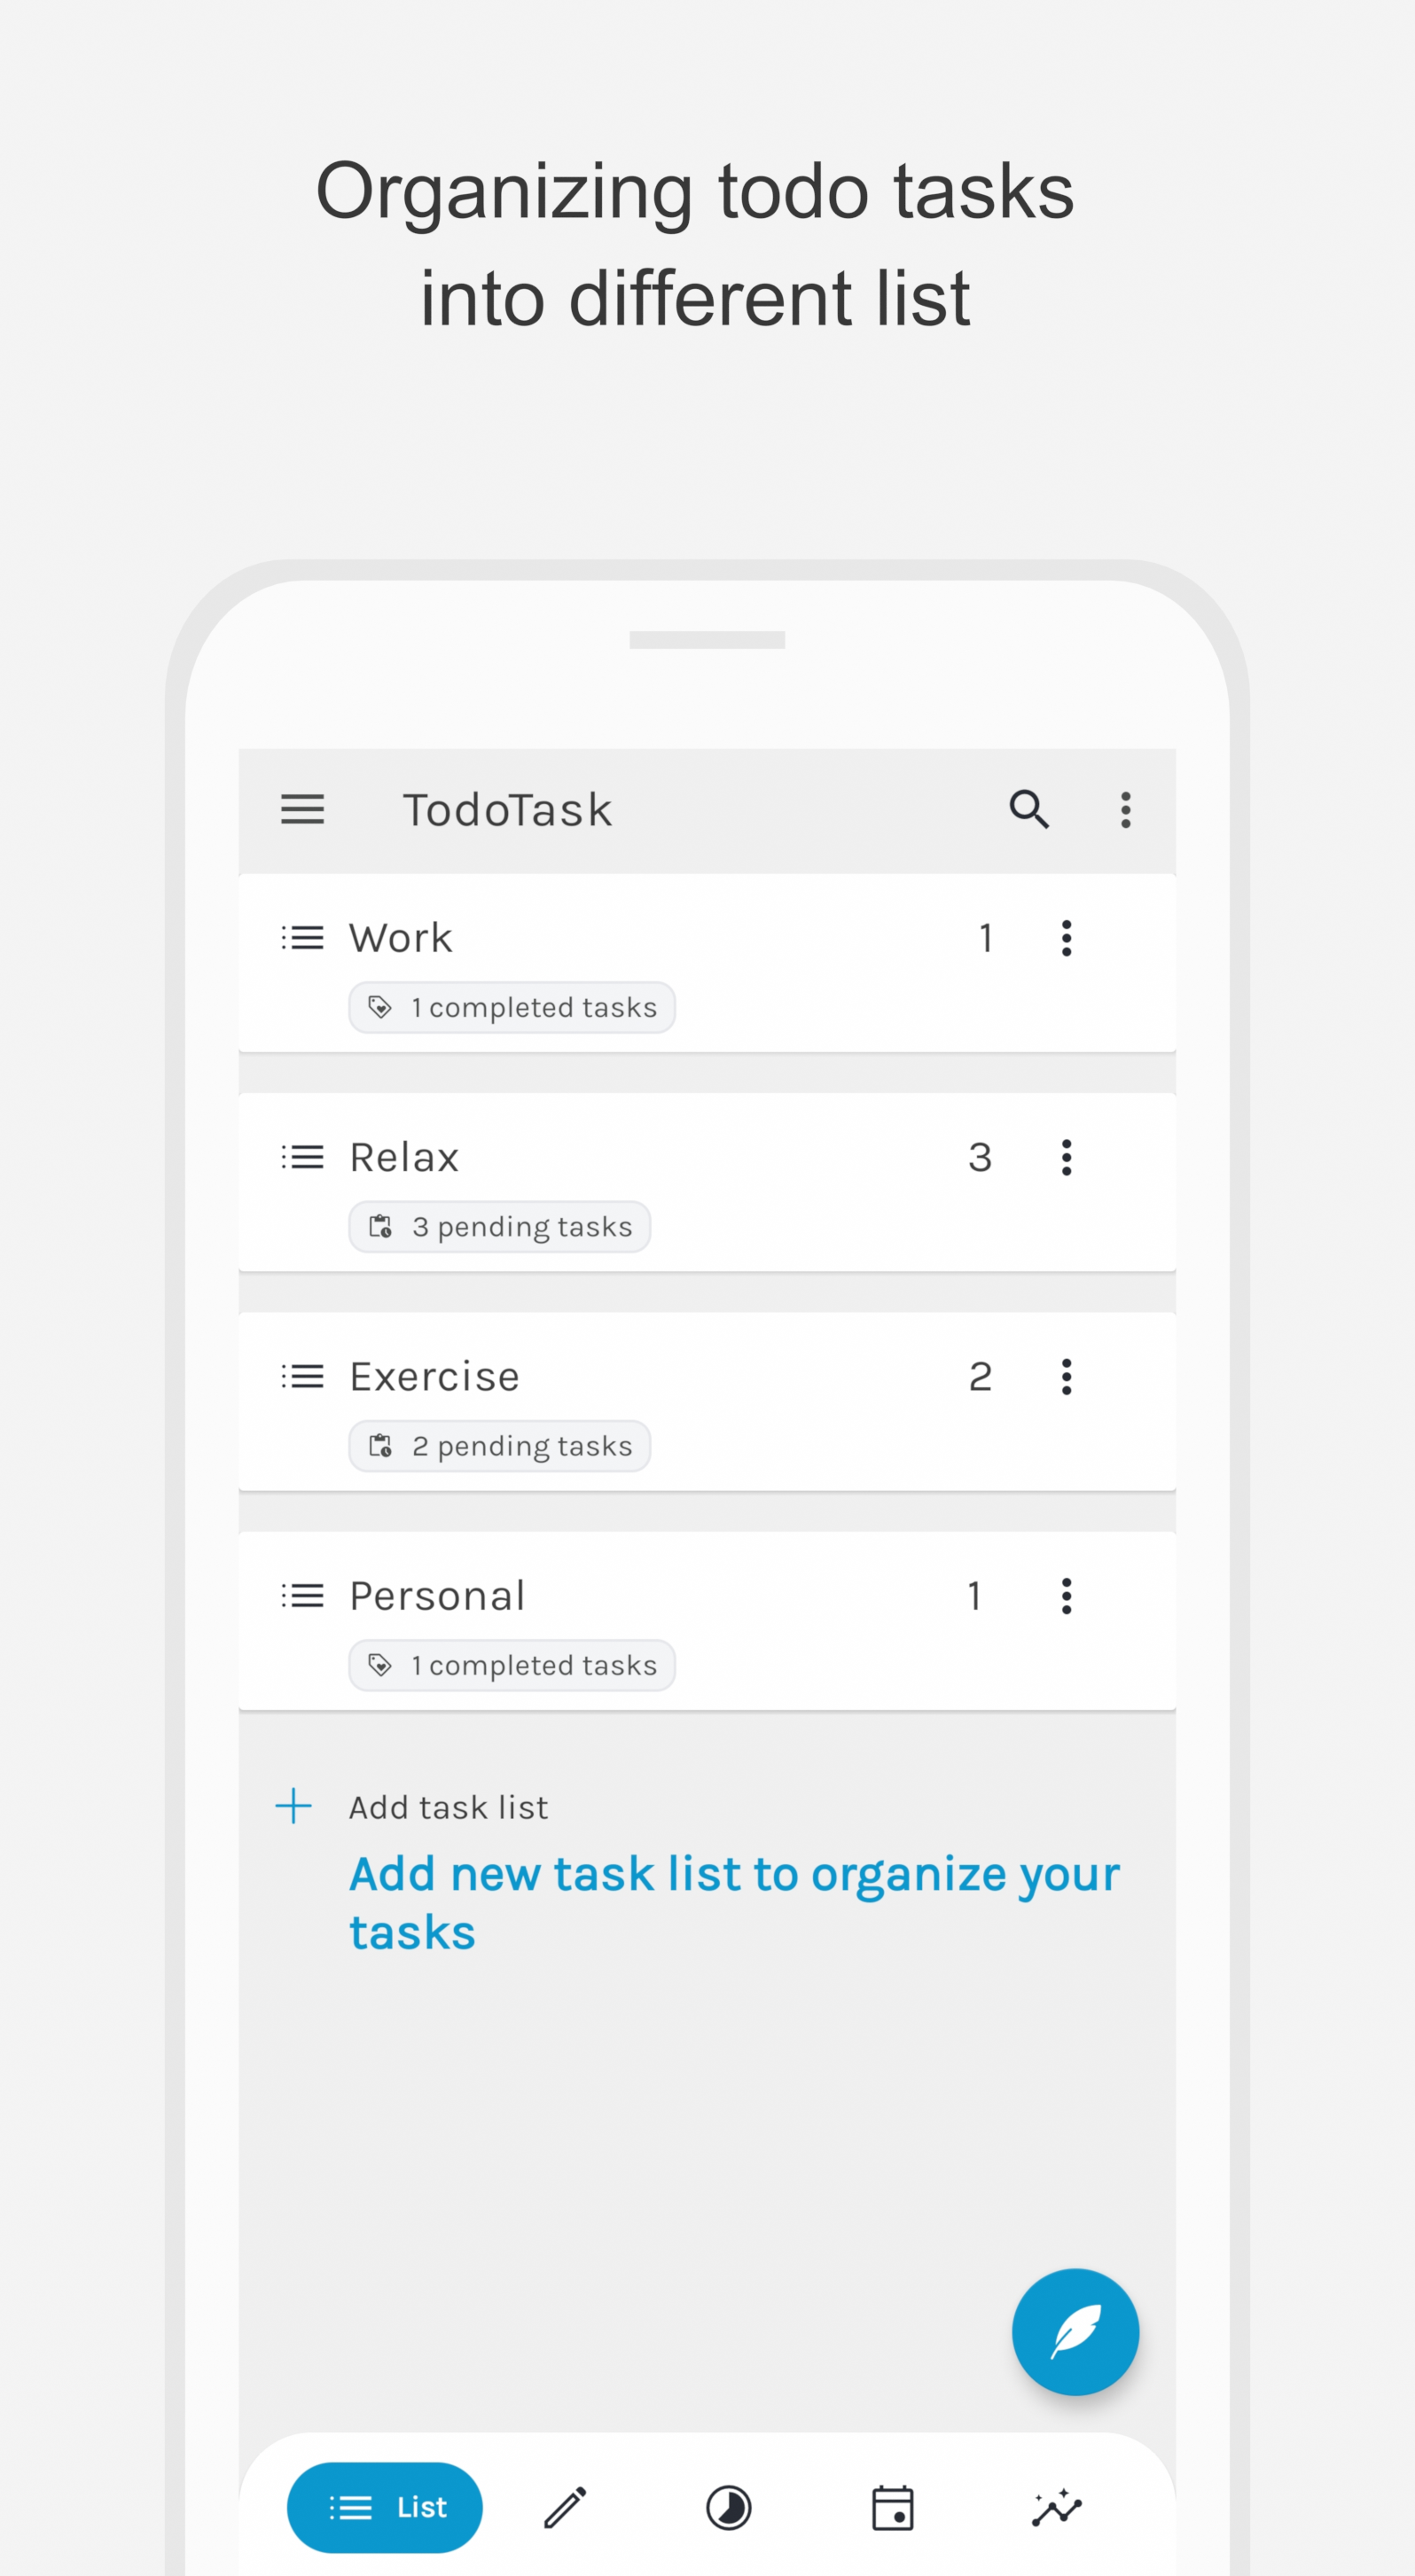 Organizing todo tasks
into different list
TodoTask
Work 1
1 completed tasks
Relax 3
3 pending tasks
Exercise 2
2 pending tasks
Personal 1
1 completed tasks
Add task list
Add new task list to organize your
tasks
List